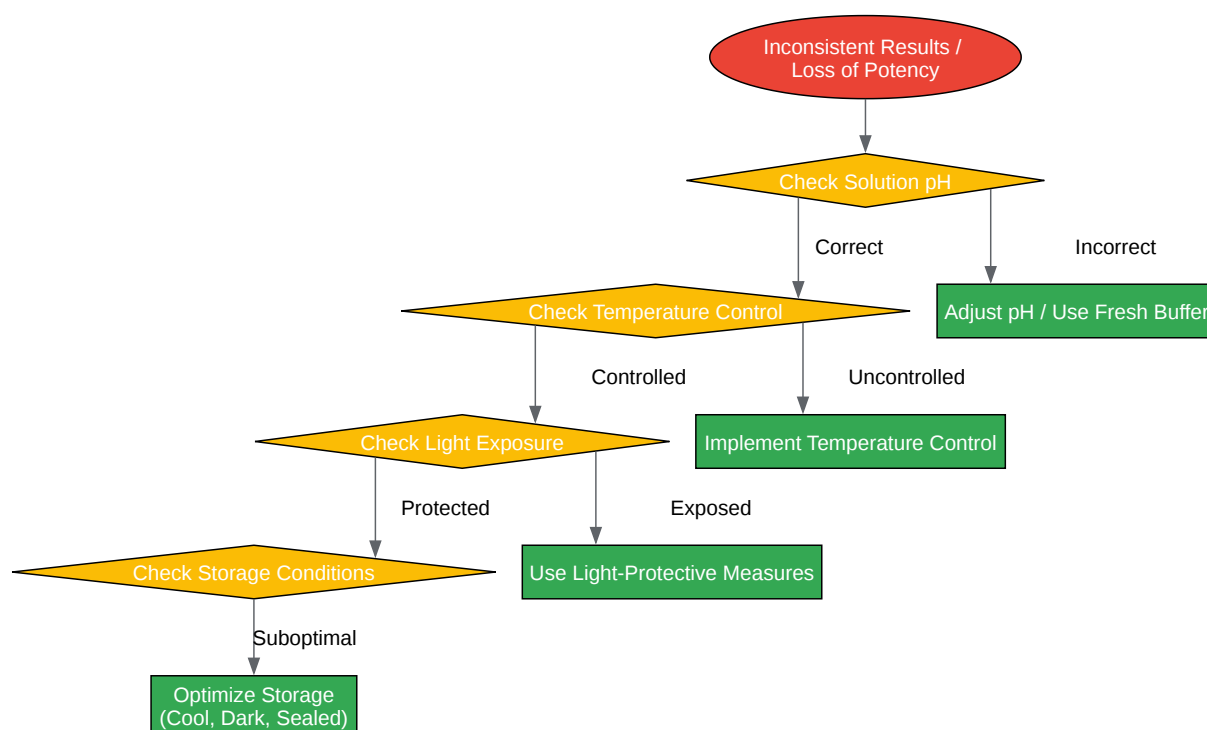 Inconsistent Results /
Loss of Potency
Check Solution pH
Correct
Incorrect
Check Temperature Control
Adjust pH / Use Fresh Buffer
Controlled
Uncontrolled
Check Light Exposure
Implement Temperature Control
Protected
Exposed
Check Storage Conditions
Use Light-Protective Measures
Suboptimal
Optimize Storage
(Cool, Dark, Sealed)